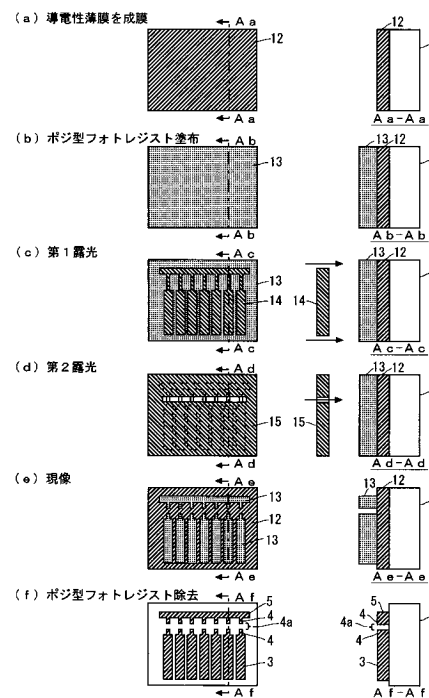 (a) 導電性薄膜を成膜
Aa
12
Aa
12
Aa-Aa
(b) ポジ型フォトレジスト塗布
Ab
13
Ab
13 12
Ab-Ab
(c) 第1露光
Ac
13
14
Ac
14
13 12
Ac-Ac
(d) 第2露光
Ad
15
Ad
15
13 12
Ad-Ad
(e) 現像
Ae
13
12
13
Ae
13 12
Ae-Ae
(f) ポジ型フォトレジスト除去
Af
5
4
4a
4
3
Af
5
4
4a
4
3
Af-Af